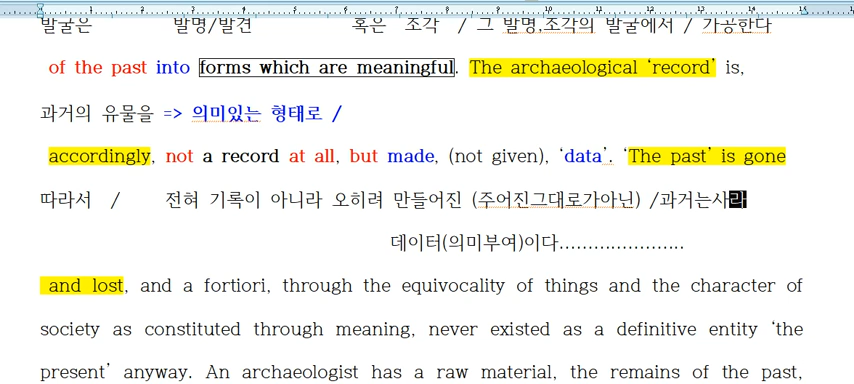 발굴은 발명/발견 혹은 조각 / 그 발명,조각의 발굴에서 / 가공한다
of the past into forms which are meaningful. The archaeological ‘record’ is,
과거의 유물을 => 의미있는 형태로 /
accordingly, not a record at all, but made, (not given), ‘data’. ‘The past’ is gone
따라서 / 전혀 기록이 아니라 오히려 만들어진 (주어진그대로가아닌) /과거는사라
데이터(의미부여)이다......................
and lost, and a fortiori, through the equivocality of things and the character of
society as constituted through meaning, never existed as a definitive entity ‘the
present’ anyway. An archaeologist has a raw material, the remains of the past,